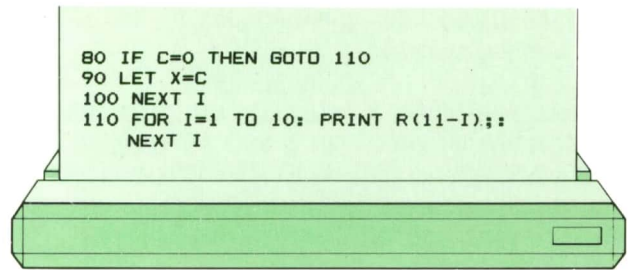 80 IF C=0 THEN GOTO 110
90 LET X=C
100 NEXT I
110 FOR I=1 TO 10: PRINT R(11-I);:
NEXT I